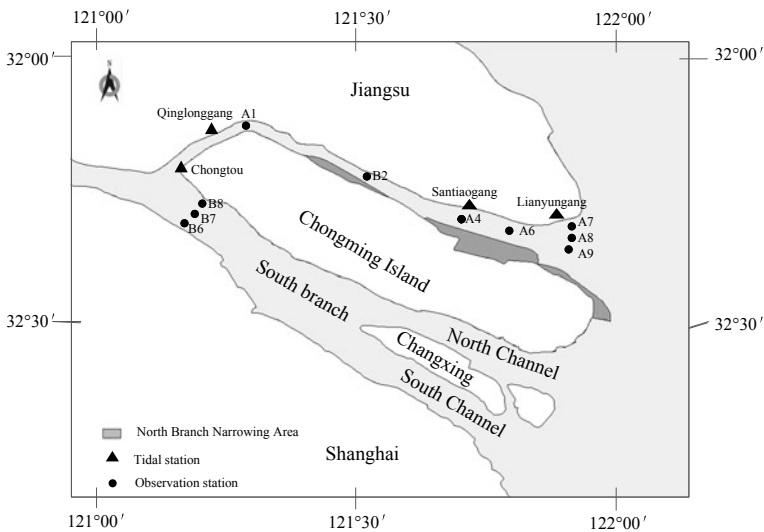 121°00′ 121°30′ 122°00′
32°00′ 32°00′
N
Jiangsu
Qinglonggang A1
Chongtou
B2
Santiaogang Lianyungang
B8 A4 A7
B7 A6 A8
B6 A9
Chongming Island
South branch
32°30′ 32°30′
North Channel
Changxing
South Channel
North Branch Narrowing Area
Tidal station
Shanghai
Observation station
121°00′ 121°30′ 122°00′